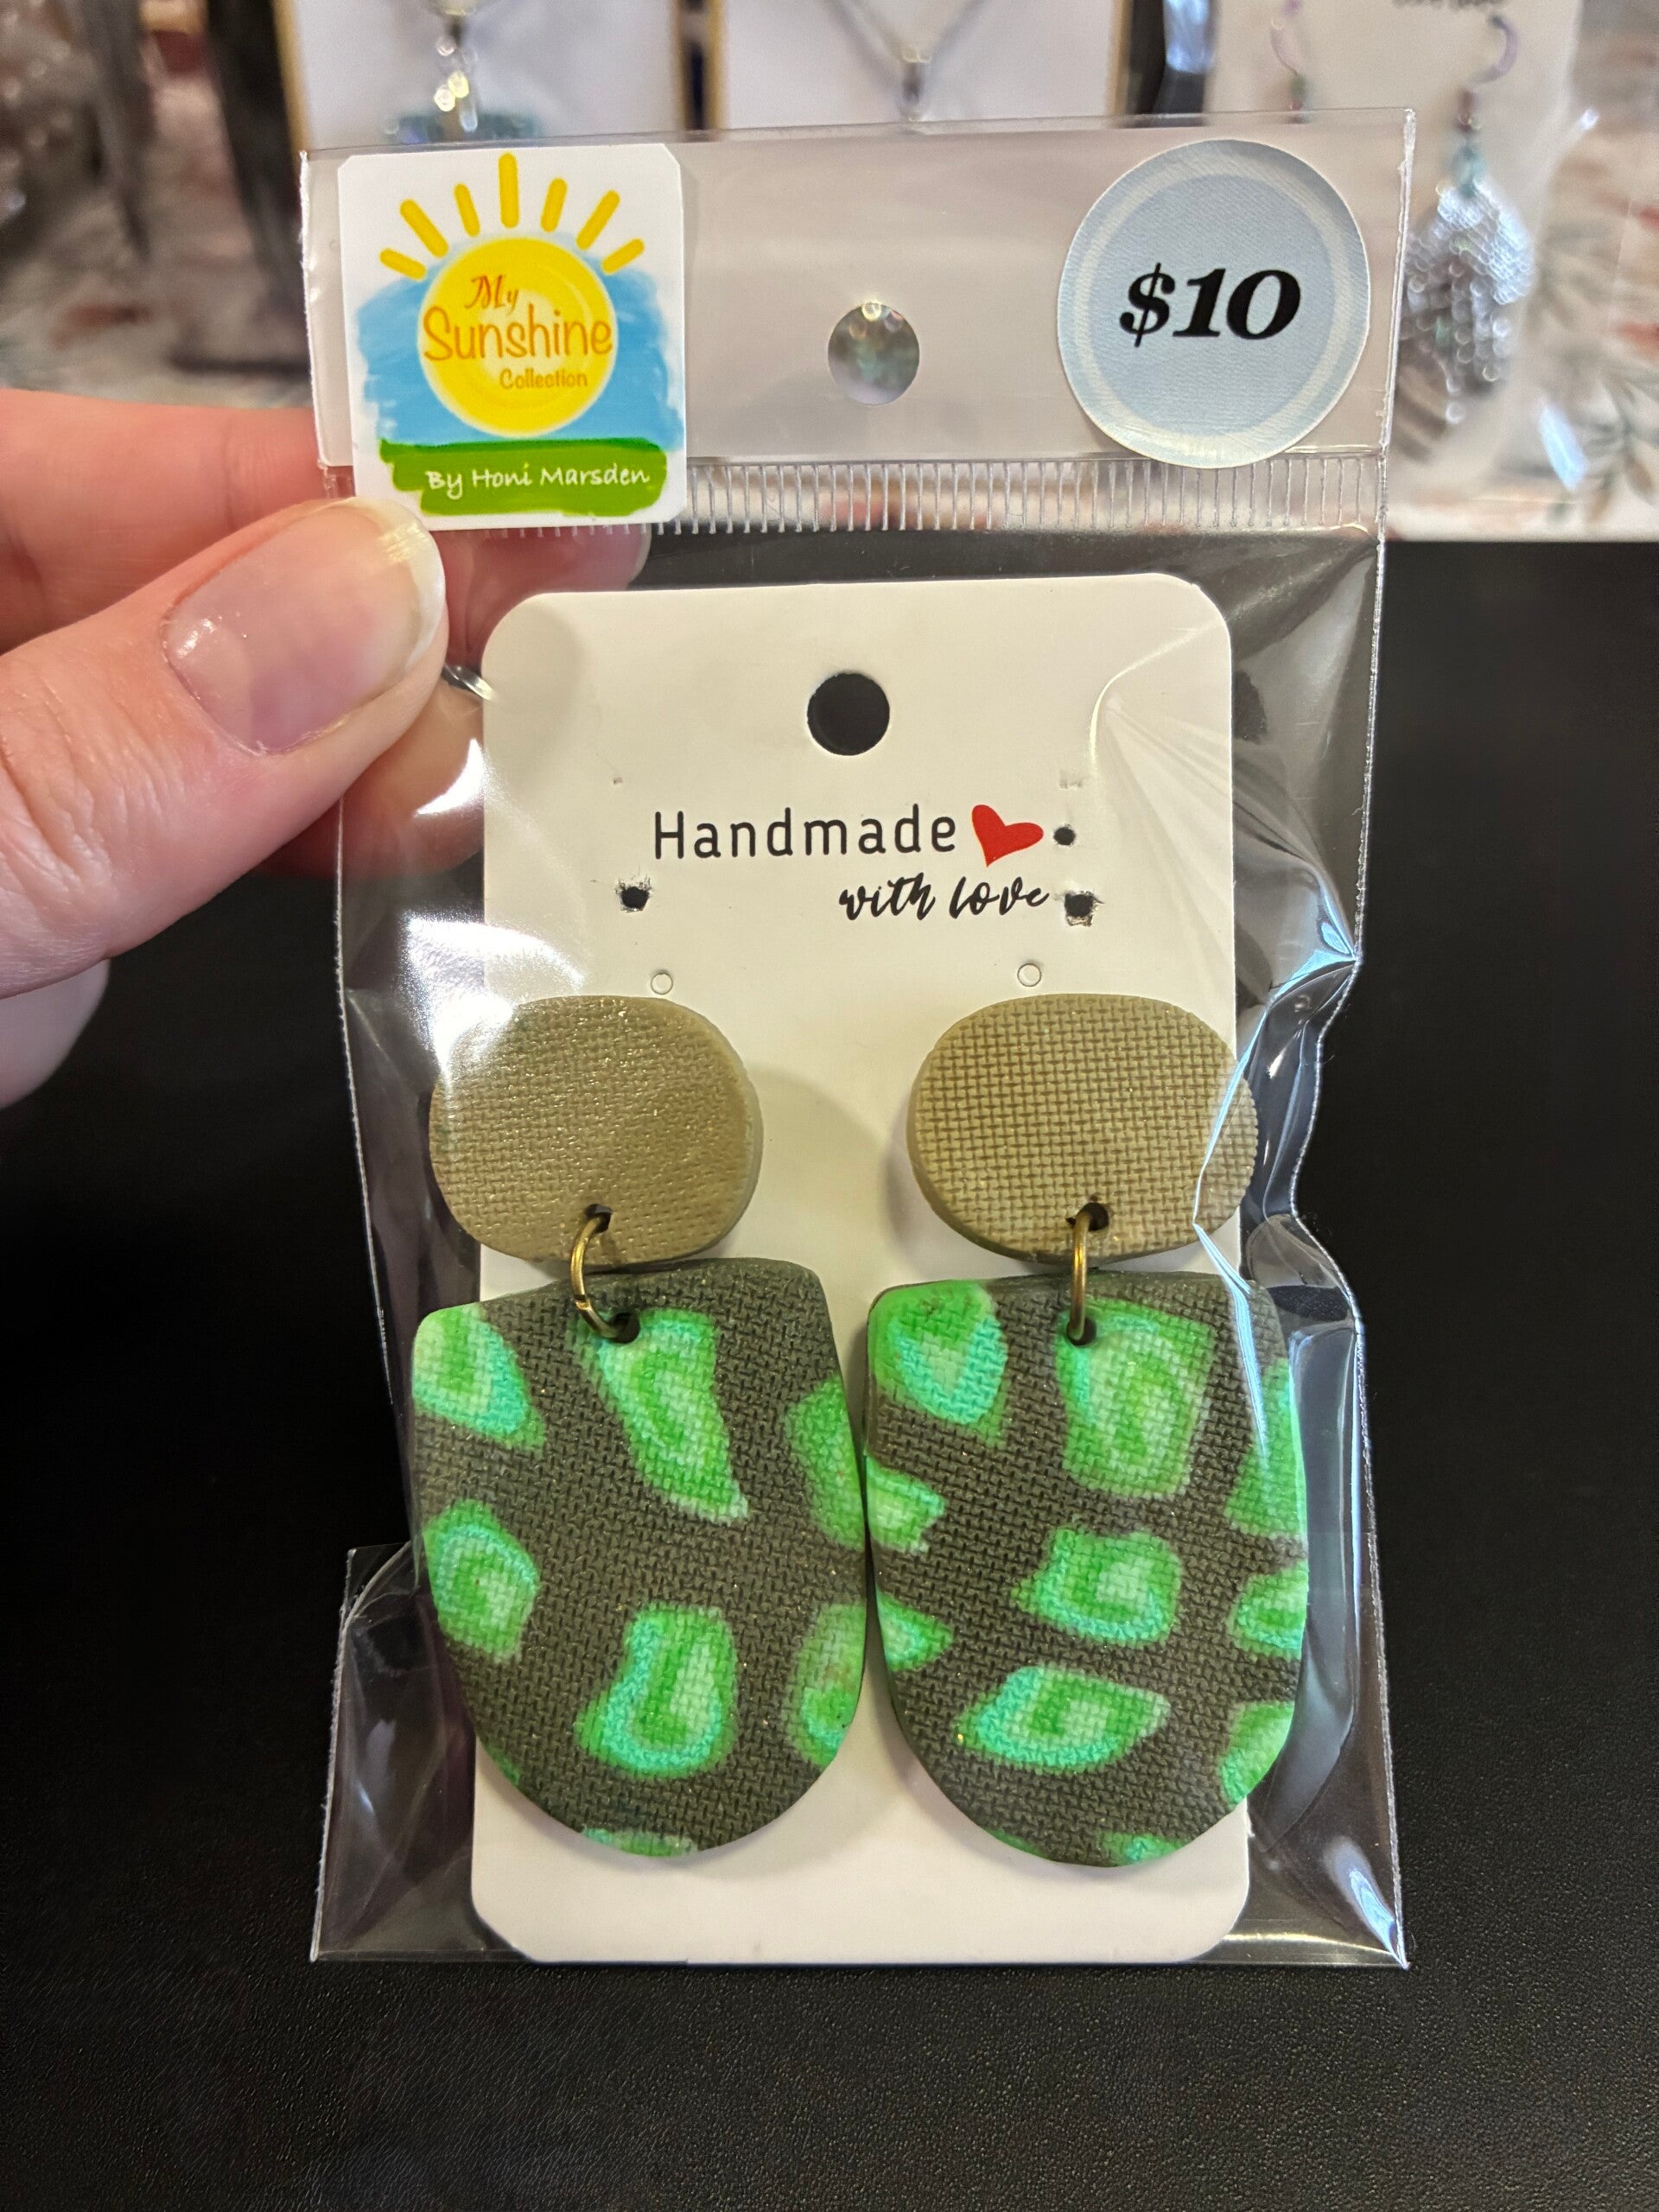 My
Sunshine
Collection
By Honi Marsden
$10
Handmade
with love